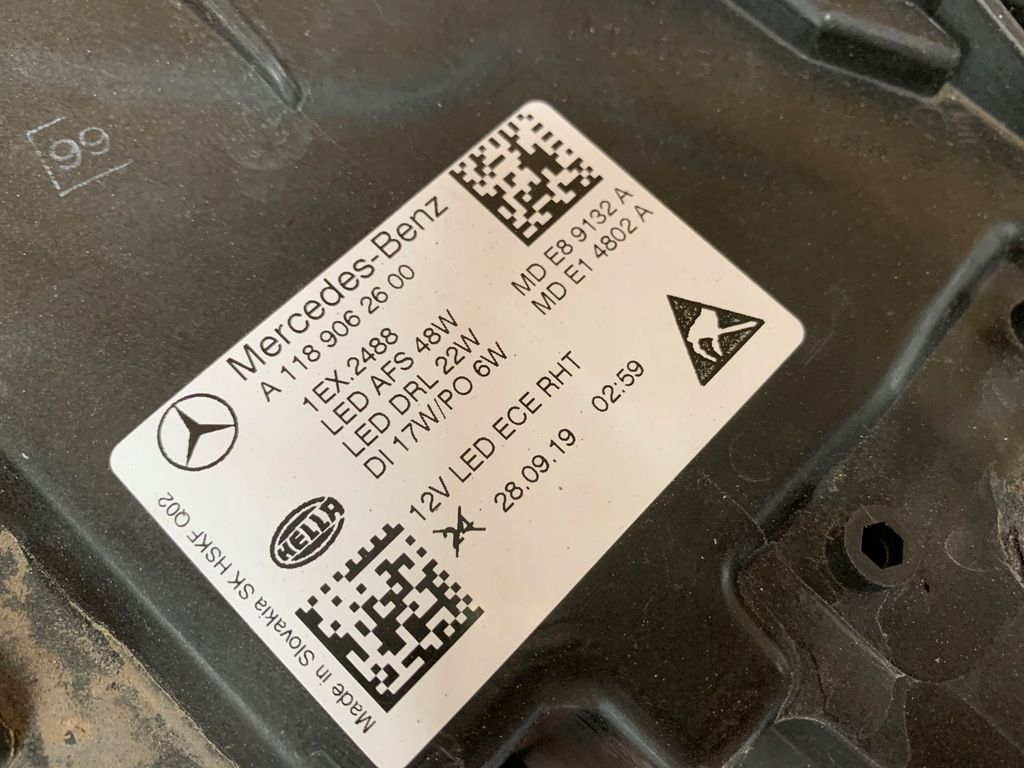 Mercedes-Benz
A 118 906 26 00
1EX.2488
LED AFS 48W
LED DRL 22W
DI 17W/PO 6W
MD E8 9132 A
MD E1 4802 A
12V LED ECE RHT
28.09.19 02:59
HELLA
Made in Slovakia SK HSKF Q02